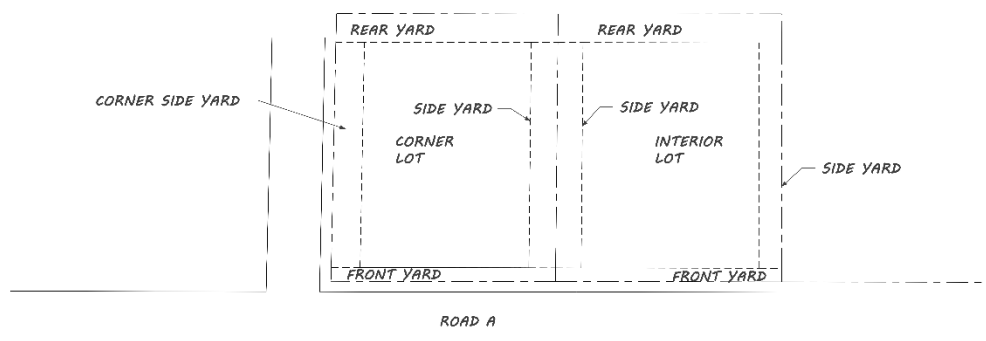 REAR YARD
REAR YARD
CORNER SIDE YARD
SIDE YARD
SIDE YARD
CORNER
LOT
INTERIOR
LOT
SIDE YARD
FRONT YARD
FRONT YARD
ROAD A